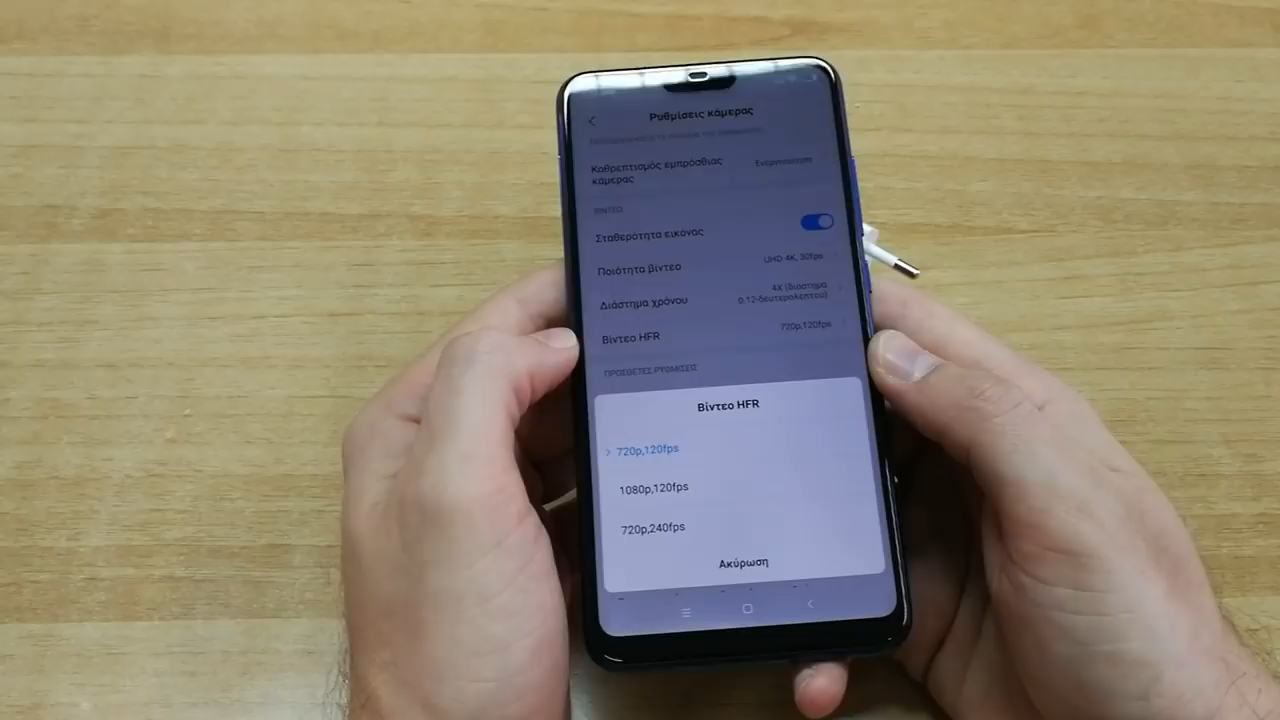 Ρυθμίσεις κάμερας
Καθρεπτισμός εμπρόσθιας
κάμερας
Ενεργοποίηση
ΒΙΝΤΕΟ
Σταθερότητα εικόνας
Ποιότητα βίντεο
UHD 4K, 30fps
Διάστημα χρόνου
4X (διάστημα
0.12-δευτερολέπτου)
Βίντεο HFR
720p,120fps
ΠΡΟΣΘΕΤΕΣ ΡΥΘΜΙΣΕΙΣ
Βίντεο HFR
720p,120fps
1080p,120fps
720p,240fps
Ακύρωση